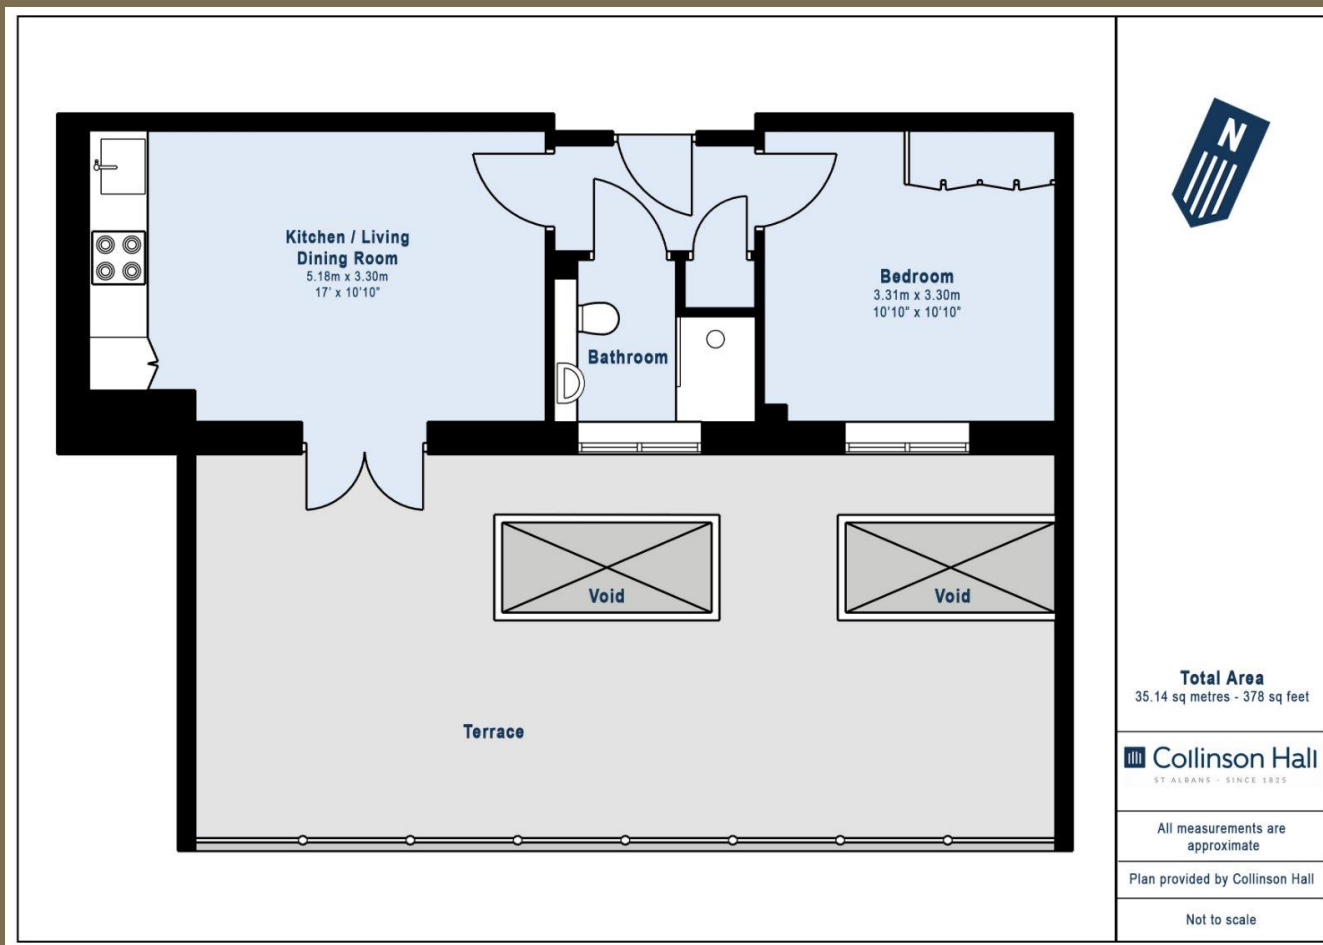 N
Kitchen / Living
Dining Room
5.18m x 3.30m
17' x 10'10"
Bedroom
3.31m x 3.30m
10'10" x 10'10"
Bathroom
Void
Void
Terrace
Total Area
35.14 sq metres - 378 sq feet
Collinson Hall
ST ALBANS - SINCE 1825
All measurements are
approximate
Plan provided by Collinson Hall
Not to scale